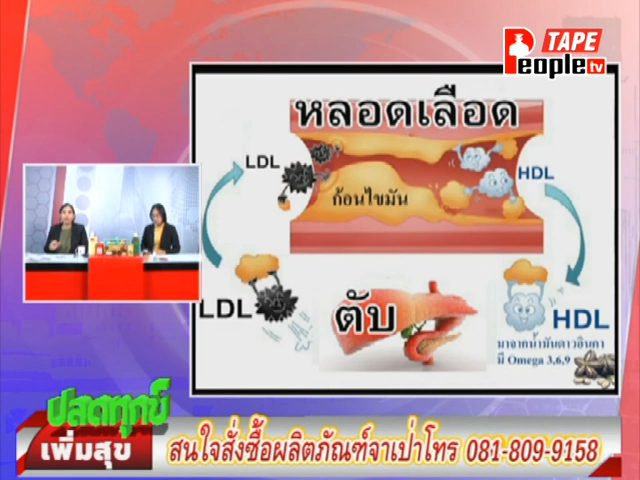 TAPE
People tv
หลอดเลือด
LDL
HDL
ก้อนไขมัน
LDL
ตับ
HDL
มาจากน้ำมันดาวอินคา
มี Omega 3,6,9
ปลดทุกข์
เพิ่มสุข
สนใจสั่งซื้อผลิตภัณฑ์จาเป่าโทร 081-809-9158